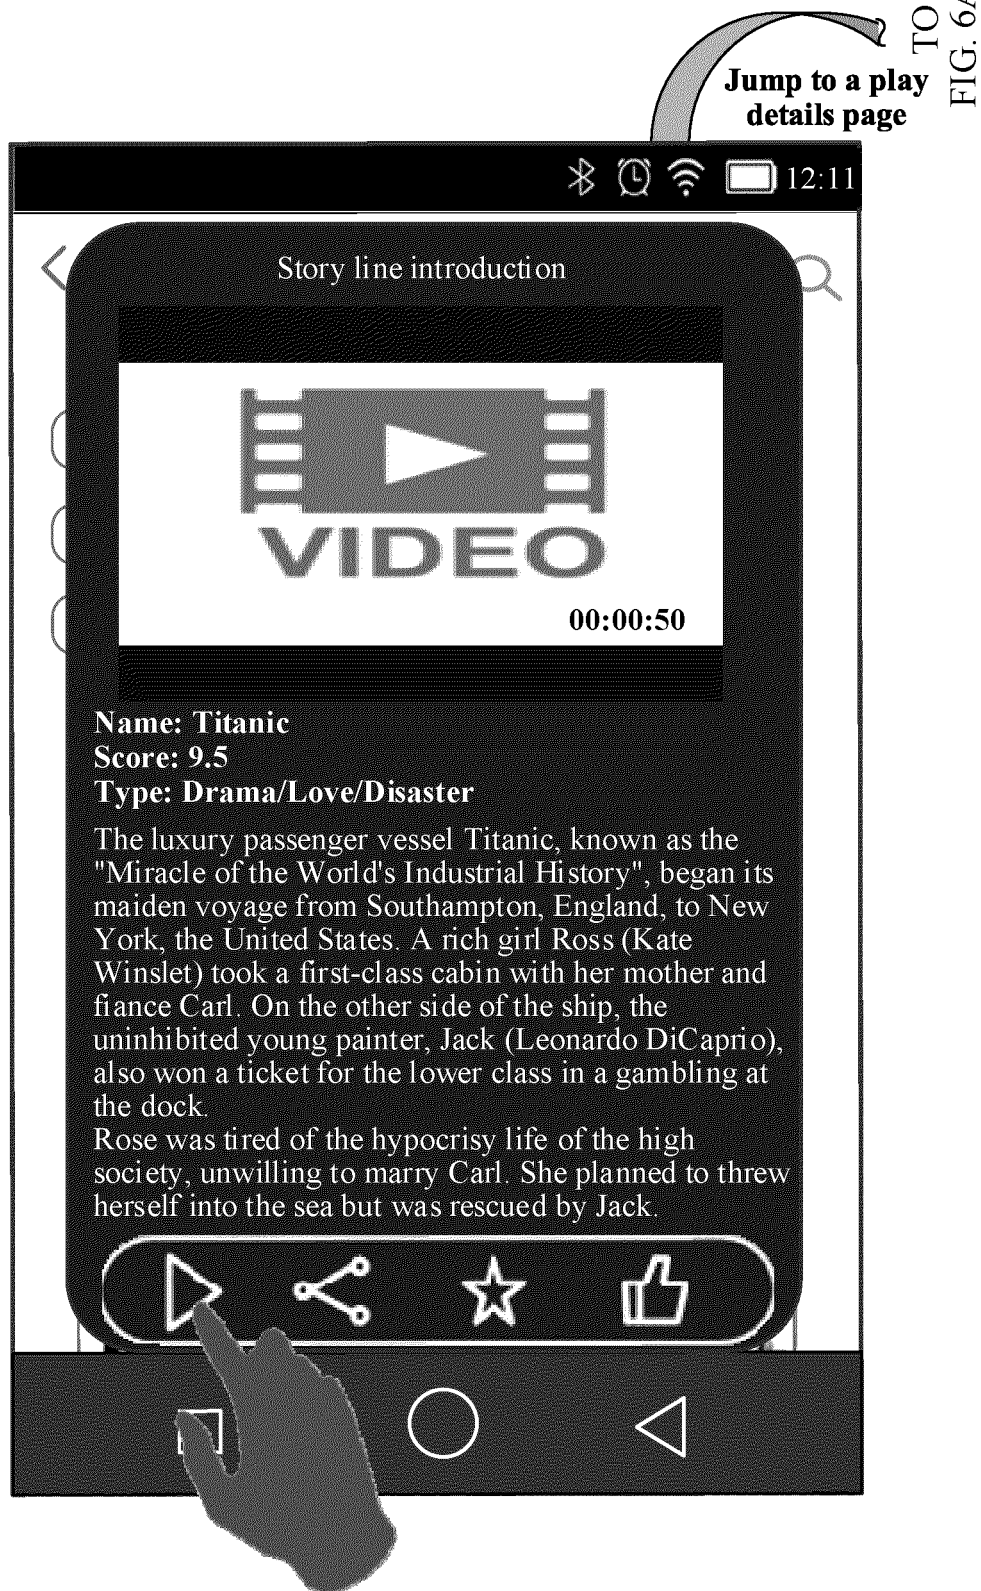 TO
FIG. 6A
Jump to a play
details page
12:11
Story line introduction
VIDEO
00:00:50
Name: Titanic
Score: 9.5
Type: Drama/Love/Disaster
The luxury passenger vessel Titanic, known as the
"Miracle of the World's Industrial History", began its
maiden voyage from Southampton, England, to New
York, the United States. A rich girl Ross (Kate
Winslet) took a first-class cabin with her mother and
fiance Carl. On the other side of the ship, the
uninhibited young painter, Jack (Leonardo DiCaprio),
also won a ticket for the lower class in a gambling at
the dock.
Rose was tired of the hypocrisy life of the high
society, unwilling to marry Carl. She planned to threw
herself into the sea but was rescued by Jack.